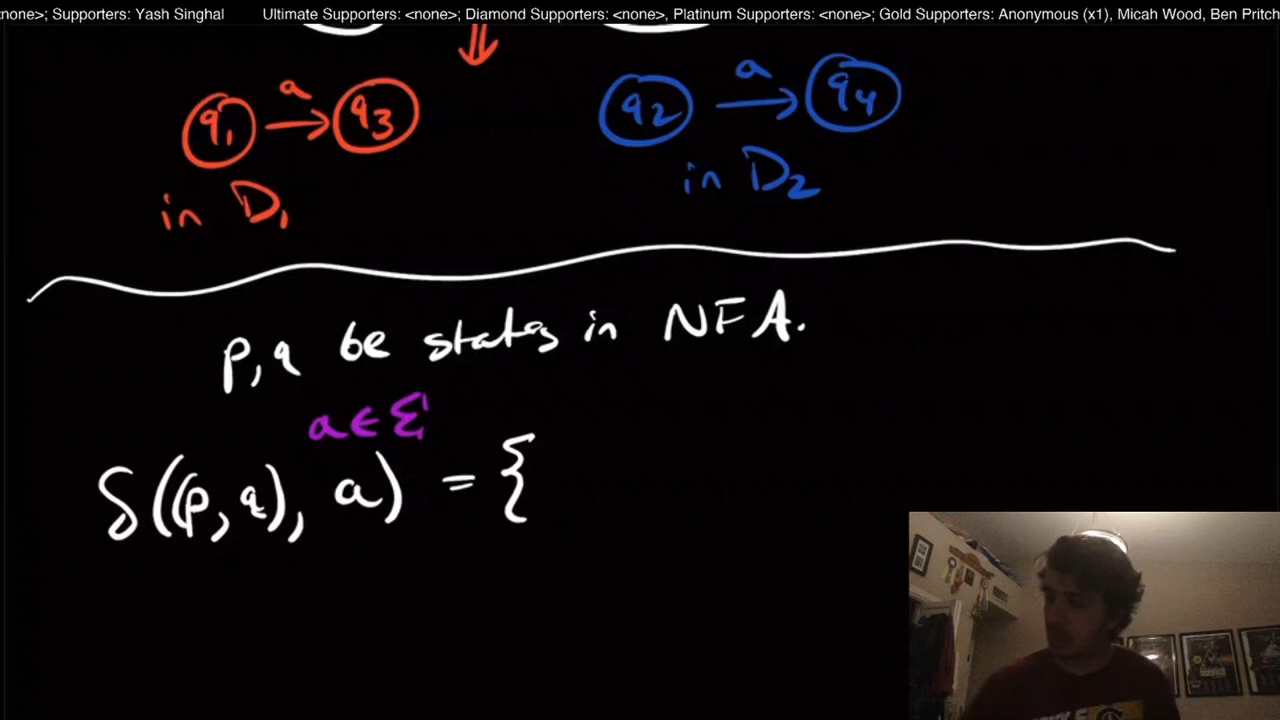 none>; Supporters: Yash Singhal Ultimate Supporters: <none>; Diamond Supporters: <none>, Platinum Supporters: <none>; Gold Supporters: Anonymous (x1), Micah Wood, Ben Pritch
q1 a→ q3 q2 a→ q4
in D1 in D2
p,q be states in NFA.
a ∈ Σ
δ((p,q), a) = {